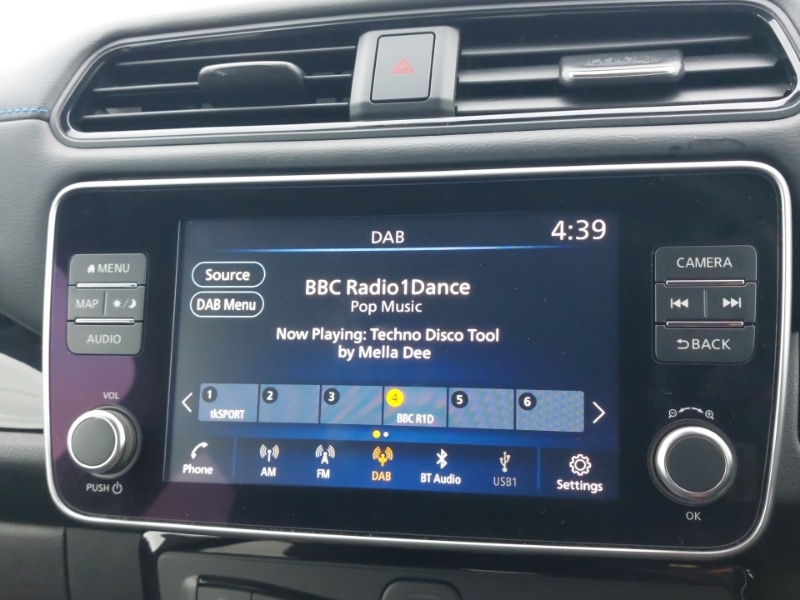 DAB 4:39
MENU
MAP
AUDIO
VOL
PUSH
Source
DAB Menu
BBC Radio1Dance
Pop Music
Now Playing: Techno Disco Tool
by Mella Dee
1 2 3 4 5 6
tkSPORT BBC R1D
Phone AM FM DAB BT Audio USB1 Settings
CAMERA
BACK
OK